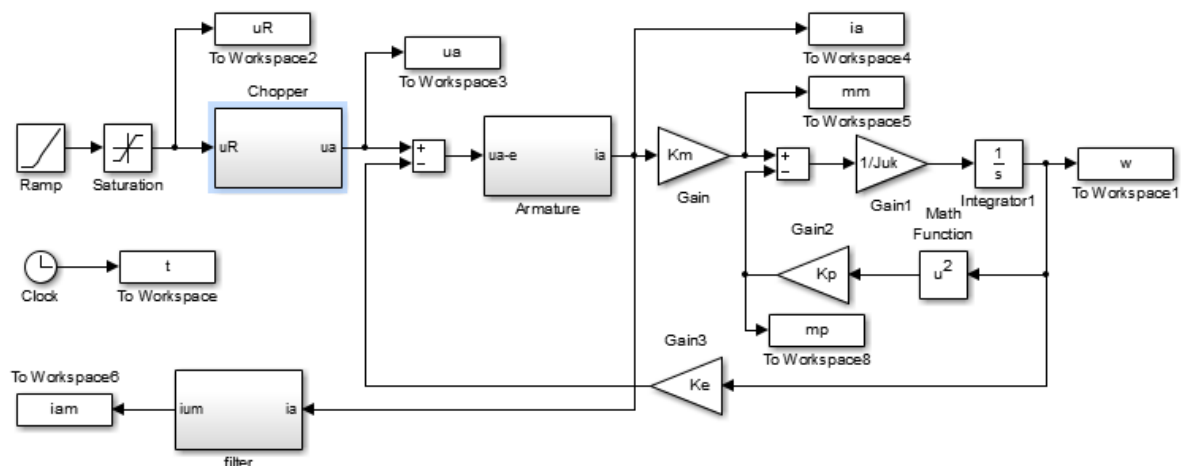 uR
To Workspace2
ia
To Workspace4
ua
To Workspace3
Chopper
mm
To Workspace5
uR
ua
+
−
ua-e
ia
Km
+
−
1/Juk
1
s
w
Ramp
Saturation
Armature
Gain
Gain1
Integrator1
To Workspace1
Math
Function
Gain2
t
Kp
u2
Clock
To Workspace
mp
Gain3
To Workspace8
Ke
To Workspace6
iam
ium
ia
filter